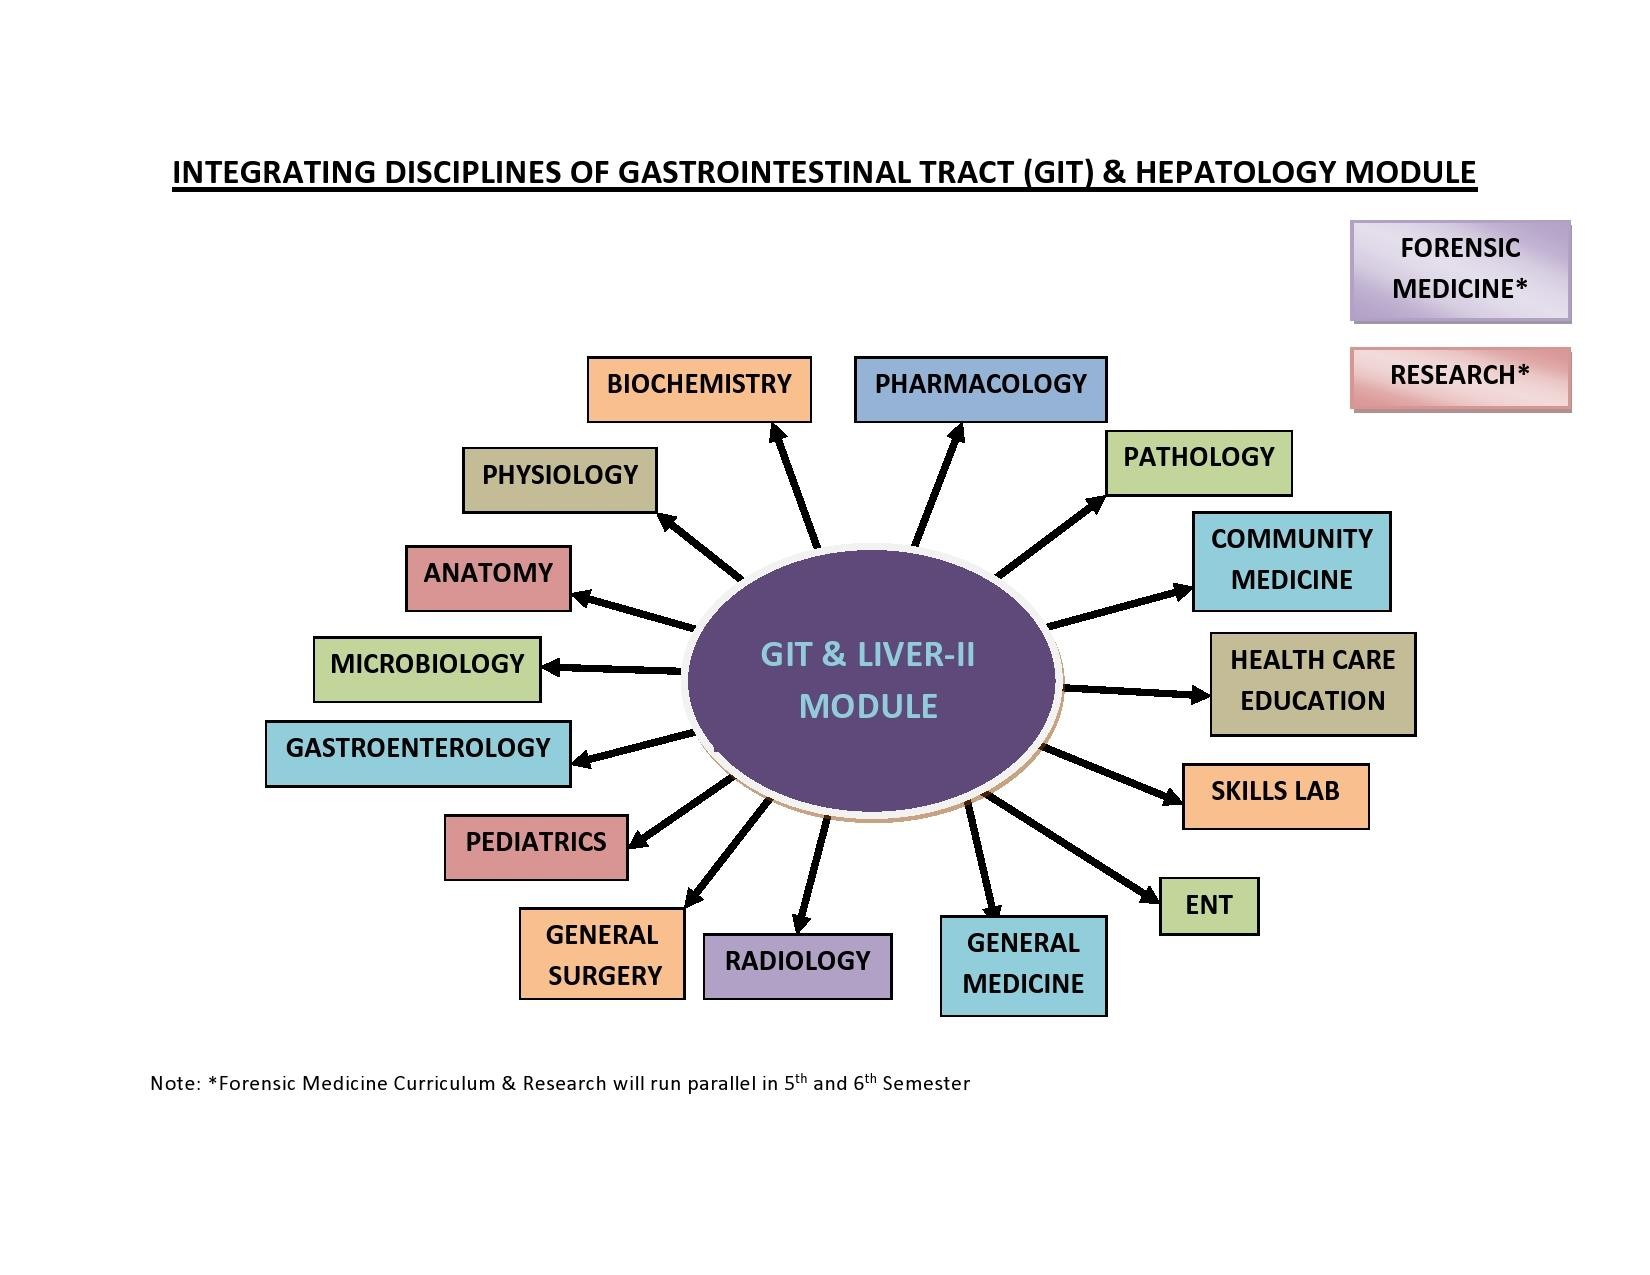 INTEGRATING DISCIPLINES OF GASTROINTESTINAL TRACT (GIT) & HEPATOLOGY MODULE
FORENSIC
MEDICINE*
RESEARCH*
BIOCHEMISTRY
PHARMACOLOGY
PATHOLOGY
PHYSIOLOGY
COMMUNITY
MEDICINE
ANATOMY
MICROBIOLOGY
GIT & LIVER-II
MODULE
HEALTH CARE
EDUCATION
GASTROENTEROLOGY
SKILLS LAB
PEDIATRICS
ENT
GENERAL
SURGERY
RADIOLOGY
GENERAL
MEDICINE
Note: *Forensic Medicine Curriculum & Research will run parallel in 5th and 6th Semester